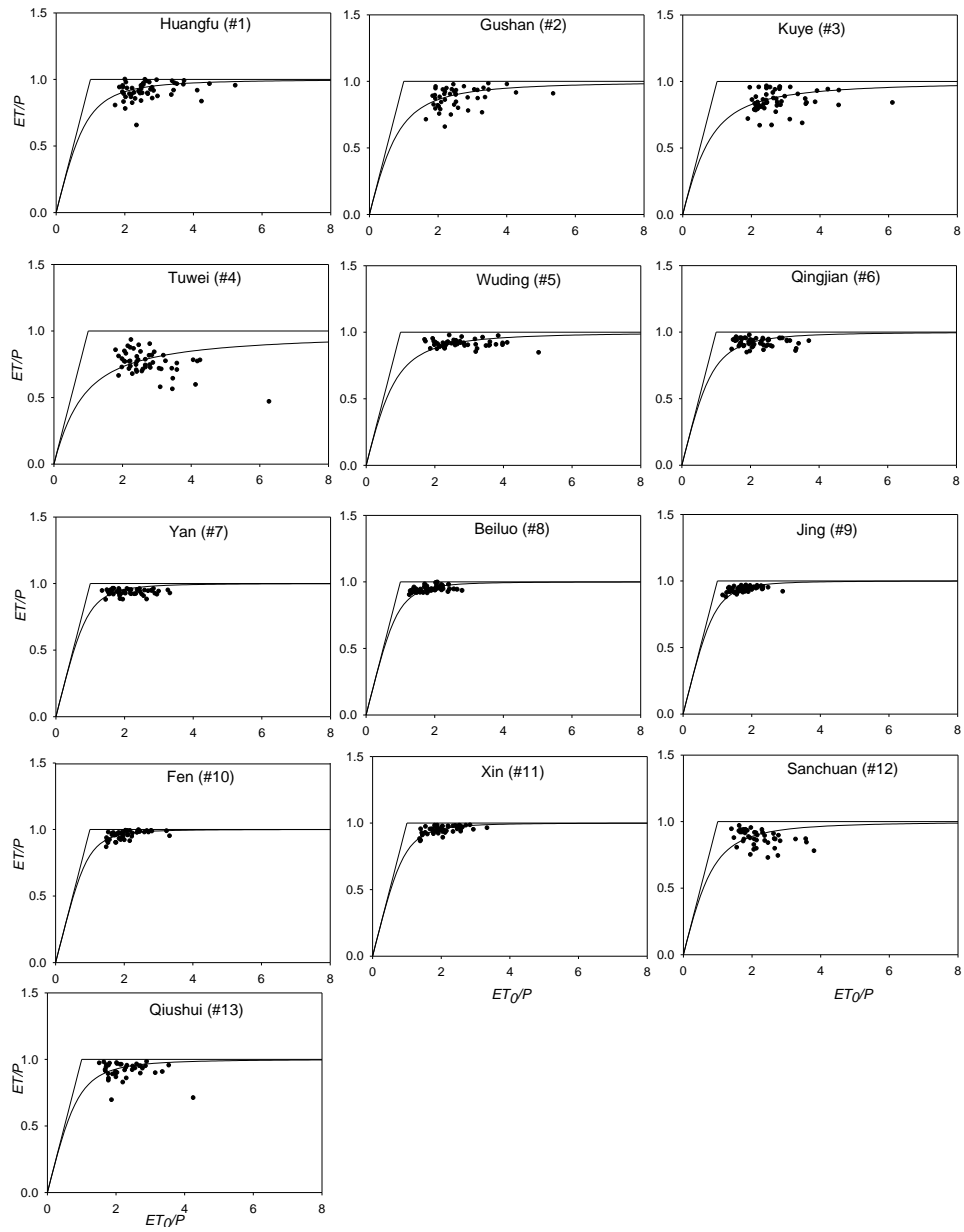 Huangfu (#1)
ET/P
1.5
1.0
0.5
0.0
0 2 4 6 8
Gushan (#2)
1.5
1.0
0.5
0.0
0 2 4 6 8
Kuye (#3)
1.5
1.0
0.5
0.0
0 2 4 6 8
Tuwei (#4)
ET/P
1.5
1.0
0.5
0.0
0 2 4 6 8
Wuding (#5)
1.5
1.0
0.5
0.0
0 2 4 6 8
Qingjian (#6)
1.5
1.0
0.5
0.0
0 2 4 6 8
Yan (#7)
ET/P
1.5
1.0
0.5
0.0
0 2 4 6 8
Beiluo (#8)
1.5
1.0
0.5
0.0
0 2 4 6 8
Jing (#9)
1.5
1.0
0.5
0.0
0 2 4 6 8
Fen (#10)
ET/P
1.5
1.0
0.5
0.0
0 2 4 6 8
Xin (#11)
1.5
1.0
0.5
0.0
0 2 4 6 8
ET0/P
Sanchuan (#12)
1.5
1.0
0.5
0.0
0 2 4 6 8
ET0/P
Qiushui (#13)
ET/P
1.5
1.0
0.5
0.0
0 2 4 6 8
ET0/P